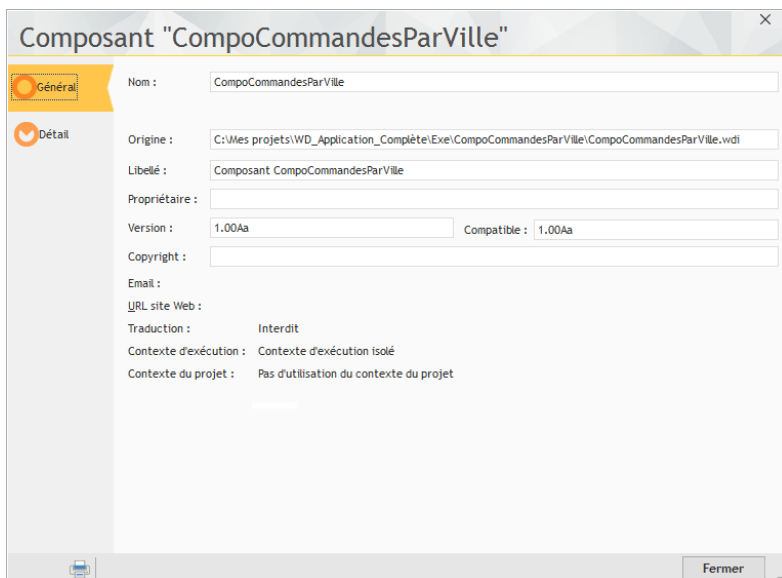 Composant "CompoCommandesParVille"
Général
Détail
Nom : CompoCommandesParVille
Origine : C:\Mes projets\WD_Application_Complète\Exe\CompoCommandesParVille\CompoCommandesParVille.wdi
Libellé : Composant CompoCommandesParVille
Propriétaire :
Version : 1.00Aa Compatible : 1.00Aa
Copyright :
Email :
URL site Web :
Traduction : Interdit
Contexte d'exécution : Contexte d'exécution isolé
Contexte du projet : Pas d'utilisation du contexte du projet
Fermer